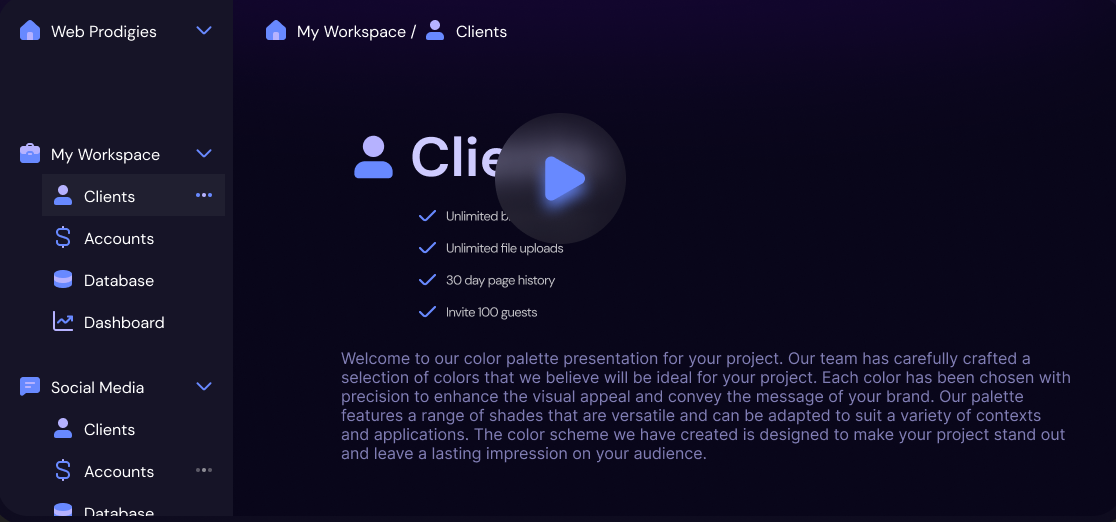 Web Prodigies
My Workspace / Clients
My Workspace
Clients
Accounts
Database
Dashboard
Social Media
Clients
Accounts
Database
Unlimited
Unlimited file uploads
30 day page history
Invite 100 guests
Welcome to our color palette presentation for your project. Our team has carefully crafted a
selection of colors that we believe will be ideal for your project. Each color has been chosen with
precision to enhance the visual appeal and convey the message of your brand. Our palette
features a range of shades that are versatile and can be adapted to suit a variety of contexts
and applications. The color scheme we have created is designed to make your project stand out
and leave a lasting impression on your audience.